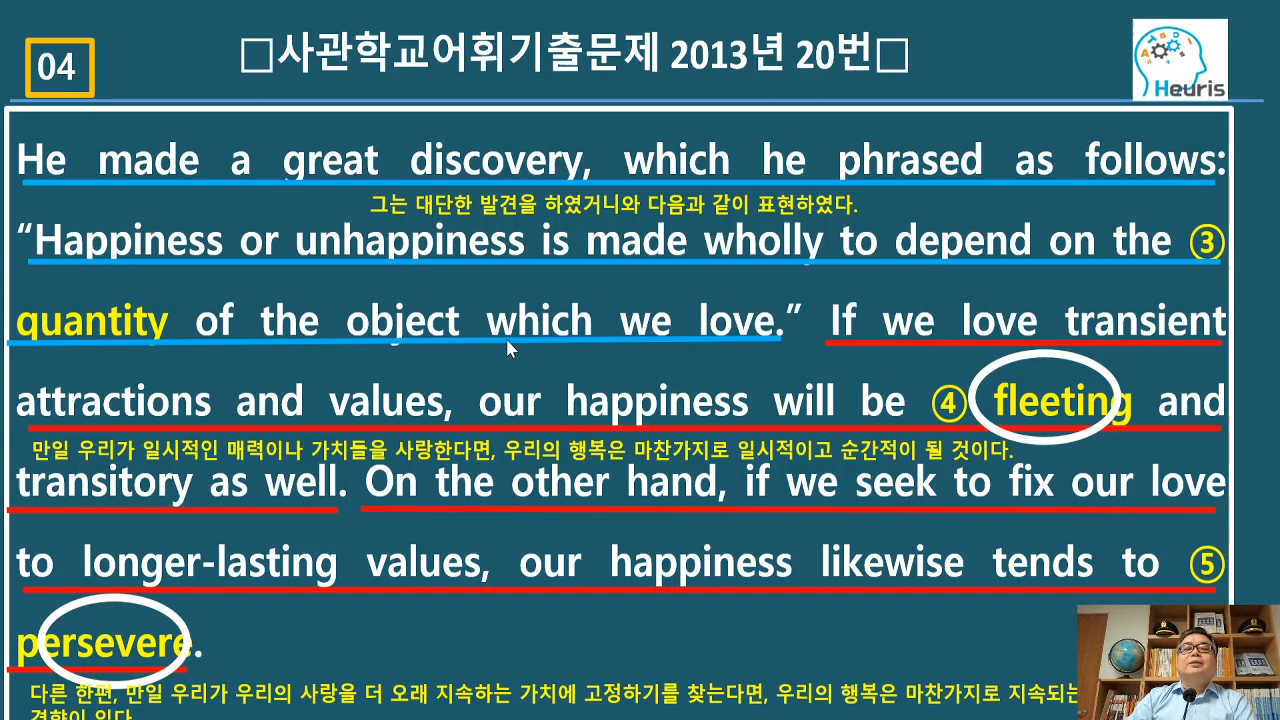 04
□사관학교어휘기출문제 2013년 20번□
Heuris
He made a great discovery, which he phrased as follows:
그는 대단한 발견을 하였거니와 다음과 같이 표현하였다.
“Happiness or unhappiness is made wholly to depend on the ③
quantity of the object which we love.” If we love transient
attractions and values, our happiness will be ④ fleeting and
만일 우리가 일시적인 매력이나 가치들을 사랑한다면, 우리의 행복은 마찬가지로 일시적이고 순간적이 될 것이다.
transitory as well. On the other hand, if we seek to fix our love
to longer-lasting values, our happiness likewise tends to ⑤
persevere.
다른 한편, 만일 우리가 우리의 사랑을 더 오래 지속하는 가치에 고정하기를 찾는다면, 우리의 행복은 마찬가지로 지속되는
경향이 있다.